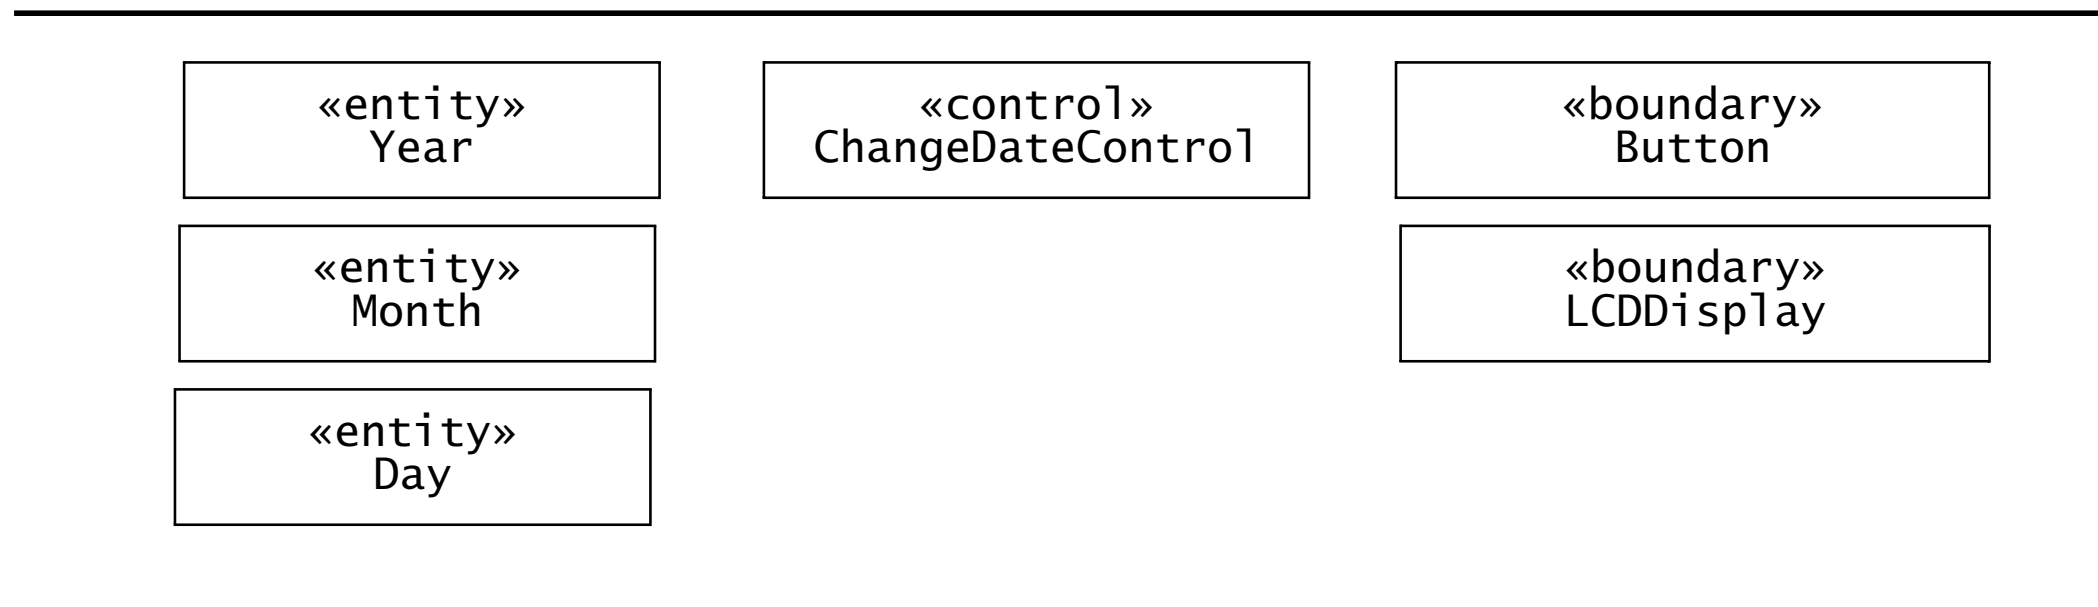 «entity»
Year
«control»
ChangeDateControl
«boundary»
Button
«entity»
Month
«boundary»
LCDDisplay
«entity»
Day